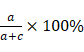 a/(a+c) × 100%